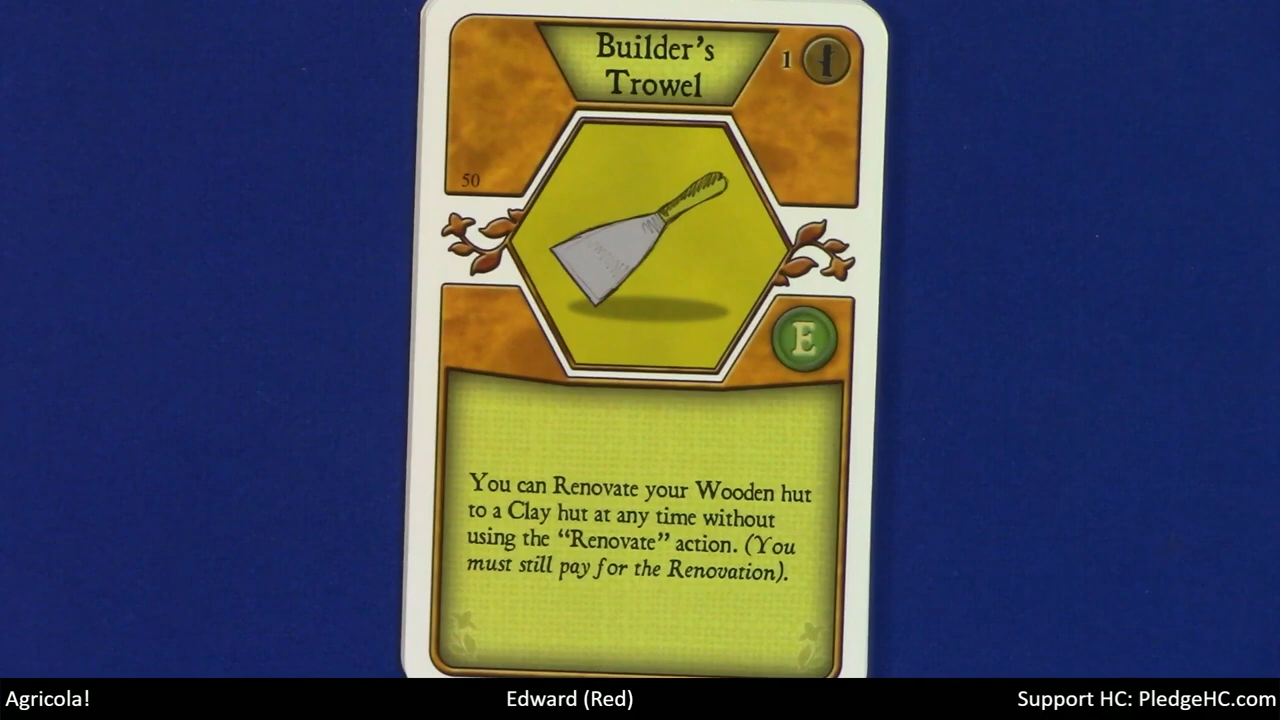 Builder's
Trowel
1
50
E
You can Renovate your Wooden hut
to a Clay hut at any time without
using the “Renovate” action. (You
must still pay for the Renovation).
Agricola!
Edward (Red)
Support HC: PledgeHC.com